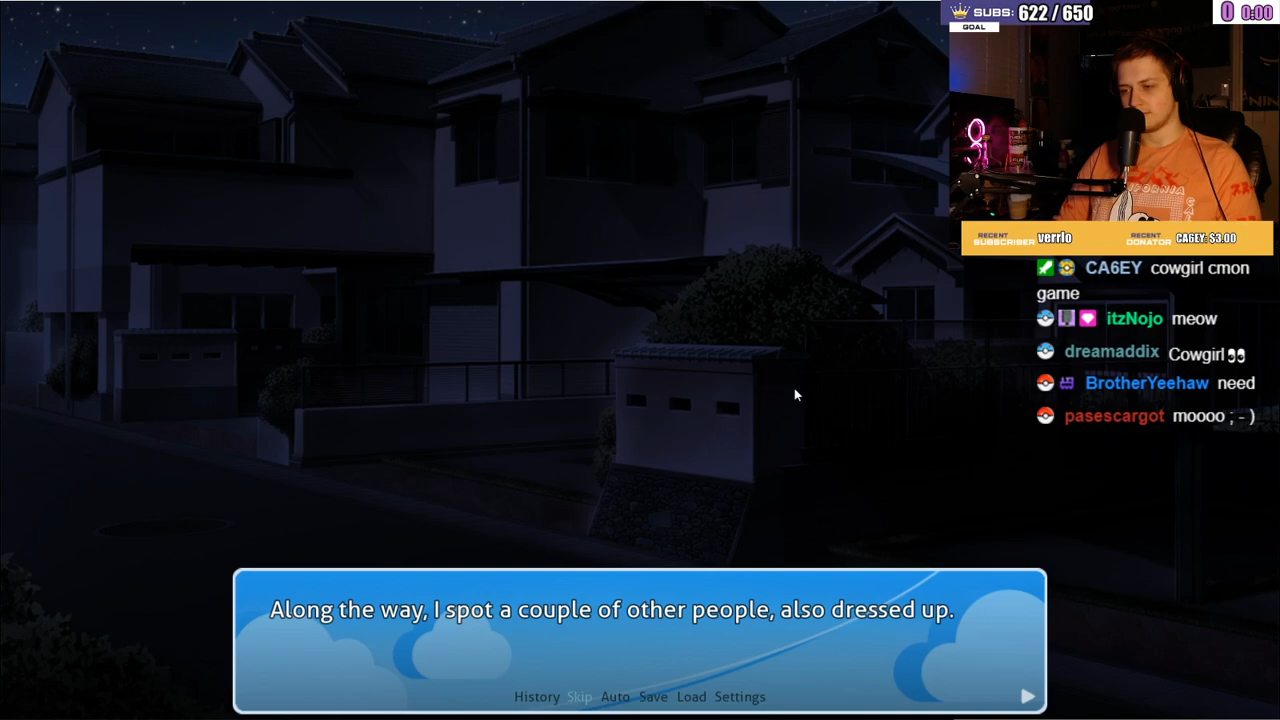 SUBS: 622 / 650
GOAL
0 0:00
RECENT SUBSCRIBER verrlo
RECENT DONATOR CA6EY: $3.00
CA6EY cowgirl cmon
game
itzNojo meow
dreamaddix Cowgirl👀
BrotherYeehaw need
pasescargot moooo ; - )
Along the way, I spot a couple of other people, also dressed up.
History Skip Auto Save Load Settings